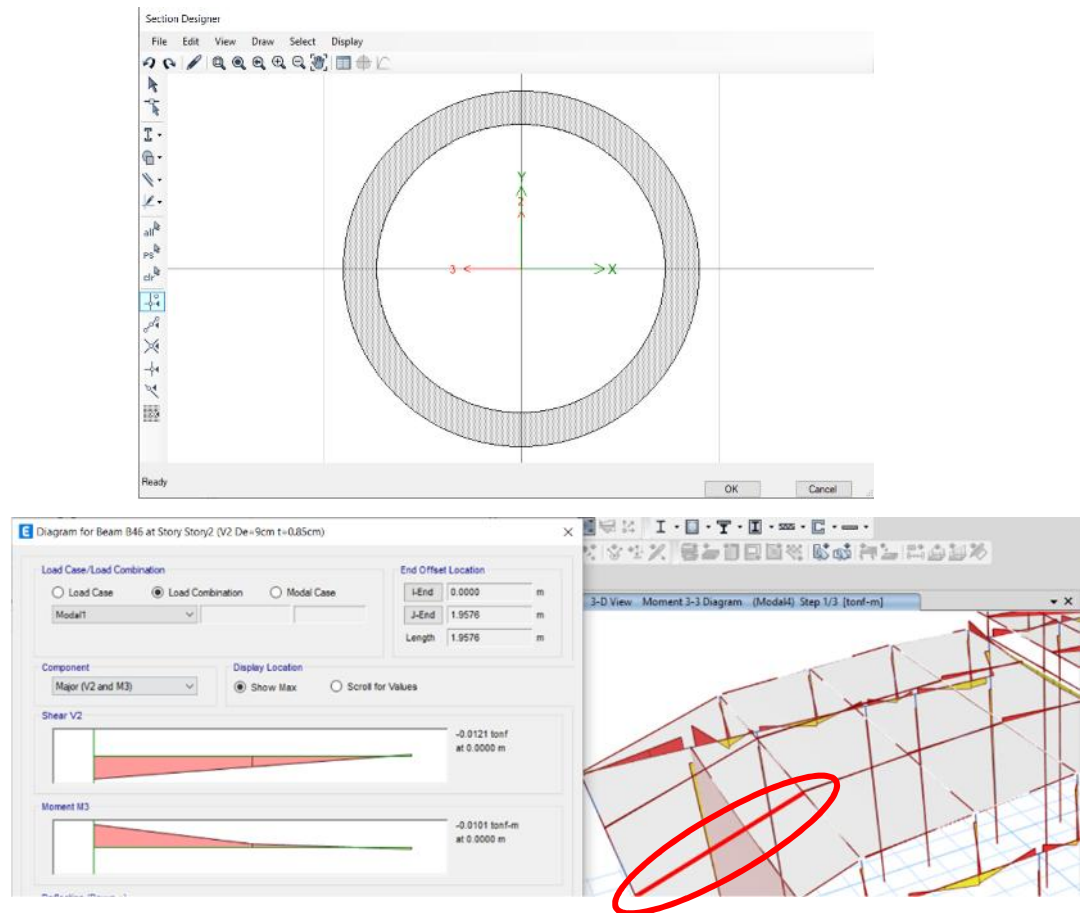 Section Designer
File Edit View Draw Select Display
all
PS
clr
Y
2
3
X
Ready
OK Cancel
E Diagram for Beam B46 at Story Story2 (V2 De=9cm t=0.85cm)
Load Case/Load Combination
Load Case Load Combination Modal Case
Modal1
End Offset Location
I-End 0.0000 m
J-End 1.9576 m
Length 1.9576 m
Component
Major (V2 and M3)
Display Location
Show Max Scroll for Values
Shear V2
-0.0121 tonf
at 0.0000 m
Moment M3
-0.0101 tonf-m
at 0.0000 m
3-D View Moment 3-3 Diagram (Modal4) Step 1/3 [tonf-m]